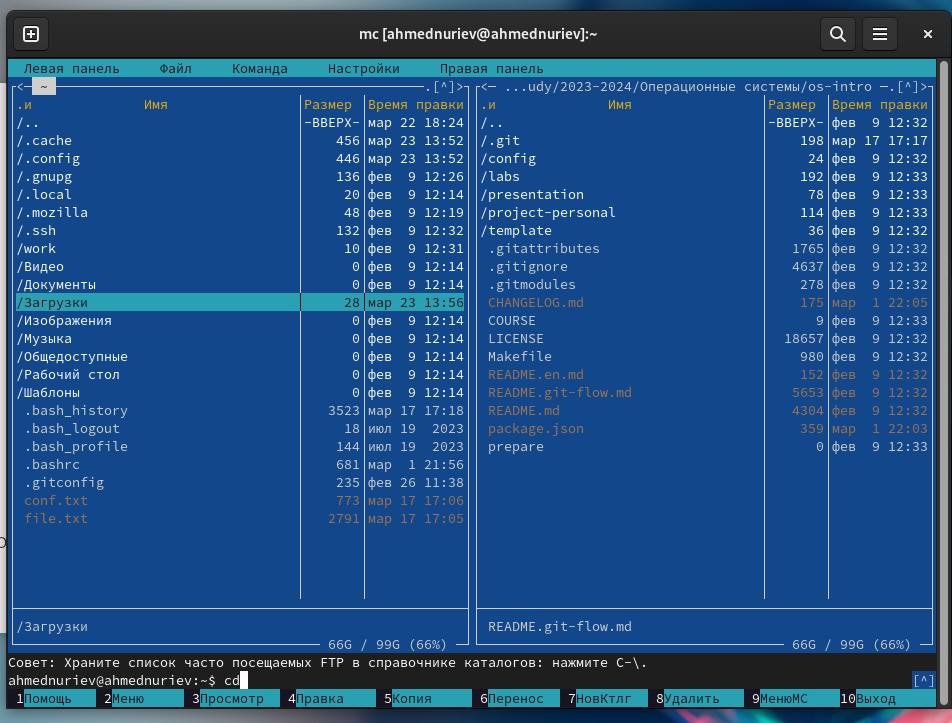 mc [ahmednuriev@ahmednuriev]:~
Левая панель Файл Команда Настройки Правая панель
<— ~ .[^]> <— ...udy/2023-2024/Операционные системы/os-intro —.[^]>
.и Имя Размер Время правки .и Имя Размер Время правки
/.. -ВВЕРХ- мар 22 18:24 /.. -ВВЕРХ- фев 9 12:32
/.cache 456 мар 23 13:52 /.git 198 мар 17 17:17
/.config 446 мар 23 13:52 /config 24 фев 9 12:32
/.gnupg 136 фев 9 12:26 /labs 192 фев 9 12:33
/.local 20 фев 9 12:14 /presentation 78 фев 9 12:33
/.mozilla 48 фев 9 12:19 /project-personal 114 фев 9 12:33
/.ssh 132 фев 9 12:32 /template 36 фев 9 12:32
/work 10 фев 9 12:31 .gitattributes 1765 фев 9 12:32
/Видео 0 фев 9 12:14 .gitignore 4637 фев 9 12:32
/Документы 0 фев 9 12:14 .gitmodules 278 фев 9 12:32
/Загрузки 28 мар 23 13:56 CHANGELOG.md 175 мар 1 22:05
/Изображения 0 фев 9 12:14 COURSE 9 фев 9 12:33
/Музыка 0 фев 9 12:14 LICENSE 18657 фев 9 12:32
/Общедоступные 0 фев 9 12:14 Makefile 980 фев 9 12:32
/Рабочий стол 0 фев 9 12:14 README.en.md 152 фев 9 12:32
/Шаблоны 0 фев 9 12:14 README.git-flow.md 5653 фев 9 12:32
.bash_history 3523 мар 17 17:18 README.md 4304 фев 9 12:32
.bash_logout 18 июл 19 2023 package.json 359 мар 1 22:03
.bash_profile 144 июл 19 2023 prepare 0 фев 9 12:33
.bashrc 681 мар 1 21:56
.gitconfig 235 фев 26 11:38
conf.txt 773 мар 17 17:06
file.txt 2791 мар 17 17:05
/Загрузки README.git-flow.md
66G / 99G (66%) 66G / 99G (66%)
Совет: Храните список часто посещаемых FTP в справочнике каталогов: нажмите C-\.
ahmednuriev@ahmednuriev:~$ cd [^]
1Помощь 2Меню 3Просмотр 4Правка 5Копия 6Перенос 7НовКтлг 8Удалить 9МенюМС 10Выход